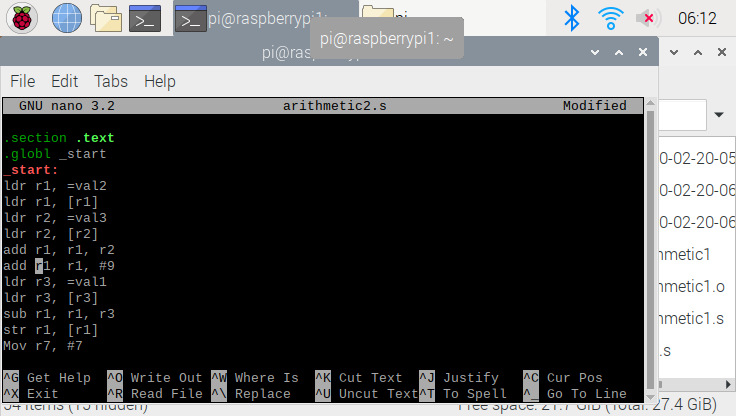 pi@raspberrypi1:
06:12
pi@raspberrypi1: ~
File Edit Tabs Help
GNU nano 3.2 arithmetic2.s Modified
.section .text
.globl _start
_start:
ldr r1, =val2
ldr r1, [r1]
ldr r2, =val3
ldr r2, [r2]
add r1, r1, r2
add r1, r1, #9
ldr r3, =val1
ldr r3, [r3]
sub r1, r1, r3
str r1, [r1]
Mov r7, #7
^G Get Help ^O Write Out ^W Where Is ^K Cut Text ^J Justify ^C Cur Pos
^X Exit ^R Read File ^\ Replace ^U Uncut Text ^T To Spell ^_ Go To Line
0-02-20-05
0-02-20-06
0-02-20-06
hmetic1
hmetic1.o
hmetic1.s
.s
34 items (13 hidden) Free space: 21.7 GiB (Total: 27.4 GiB)